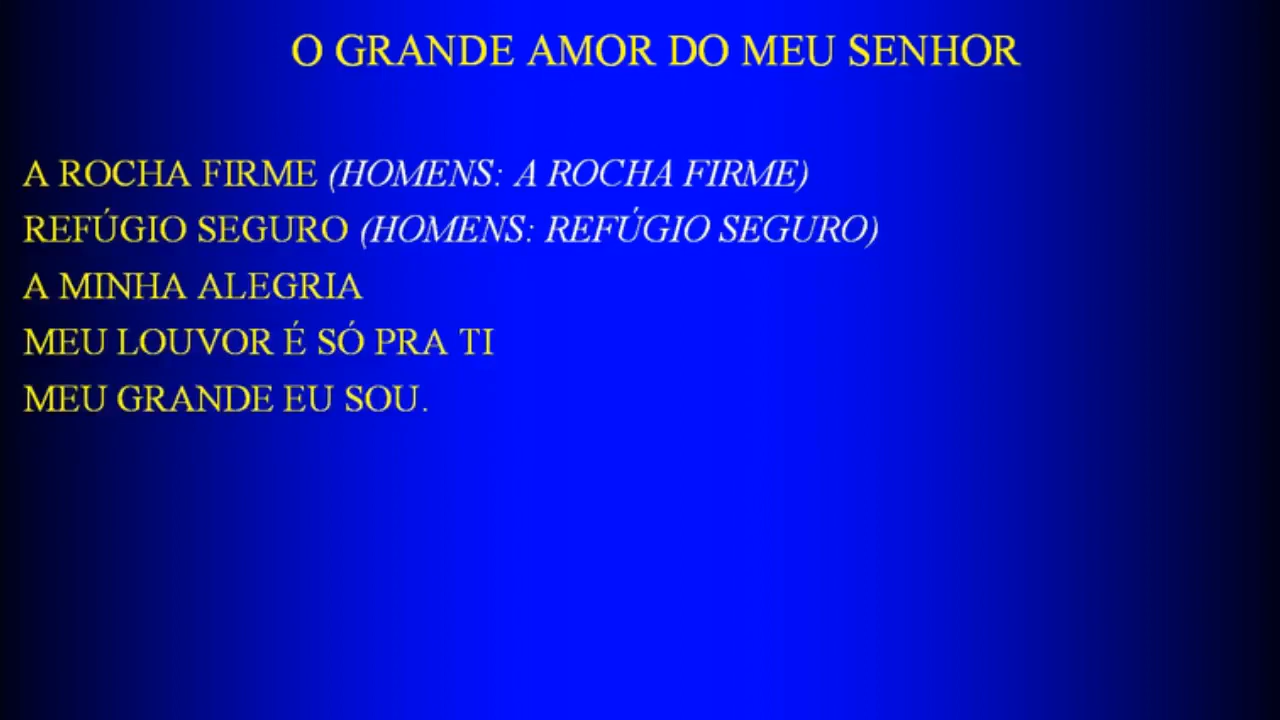 O GRANDE AMOR DO MEU SENHOR
A ROCHA FIRME (HOMENS: A ROCHA FIRME)
REFÚGIO SEGURO (HOMENS: REFÚGIO SEGURO)
A MINHA ALEGRIA
MEU LOUVOR É SÓ PRA TI
MEU GRANDE EU SOU.